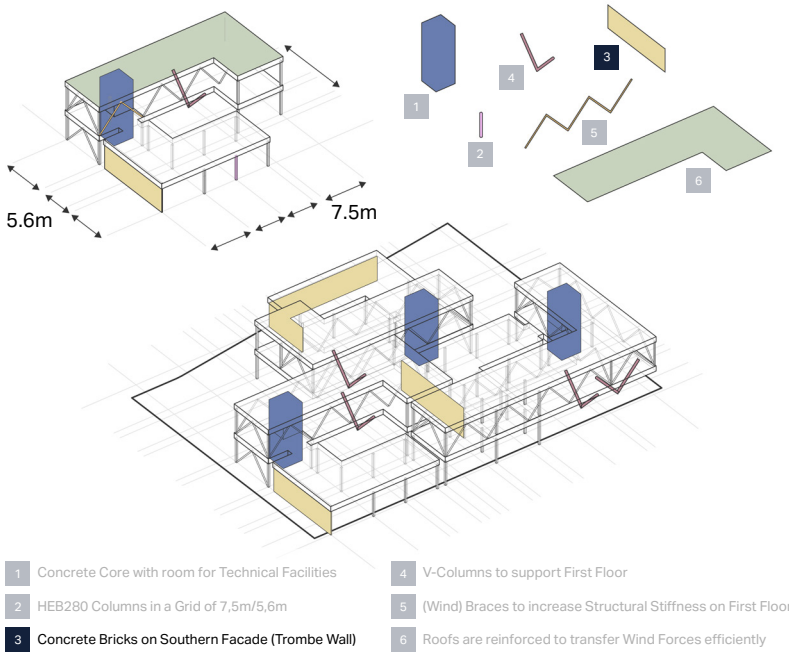 1
4
3
2
5
6
5.6m
7.5m
1 Concrete Core with room for Technical Facilities
2 HEB280 Columns in a Grid of 7,5m/5,6m
3 Concrete Bricks on Southern Facade (Trombe Wall)
4 V-Columns to support First Floor
5 (Wind) Braces to increase Structural Stiffness on First Floor
6 Roofs are reinforced to transfer Wind Forces efficiently